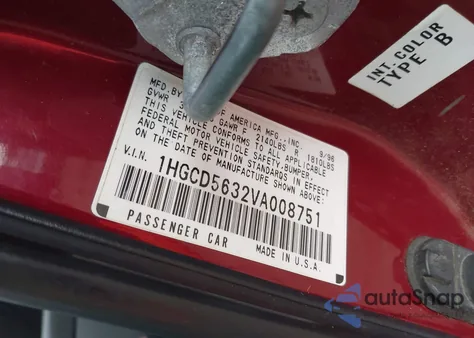 MFD.BY OF AMERICA MFG., INC. 9/96
GVWR GAWR F 2140LBS R 1810LBS
THIS VEHICLE CONFORMS TO ALL APPLICABLE
FEDERAL MOTOR VEHICLE SAFETY, BUMPER,
AND THEFT PREVENTION STANDARDS IN EFFECT
ON THE DATE OF MANUFACTURE SHOWN ABOVE.
V.I.N. 1HGCD5632VA008751
PASSENGER CAR MADE IN U.S.A.
INT. COLOR
TYPE B
autoSnap